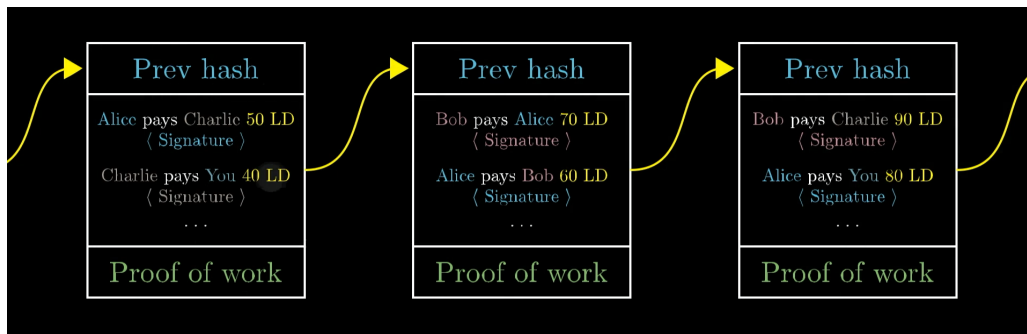 Prev hash
Alice pays Charlie 50 LD
⟨ Signature ⟩
Charlie pays You 40 LD
⟨ Signature ⟩
...
Proof of work
Prev hash
Bob pays Alice 70 LD
⟨ Signature ⟩
Alice pays Bob 60 LD
⟨ Signature ⟩
...
Proof of work
Prev hash
Bob pays Charlie 90 LD
⟨ Signature ⟩
Alice pays You 80 LD
⟨ Signature ⟩
...
Proof of work